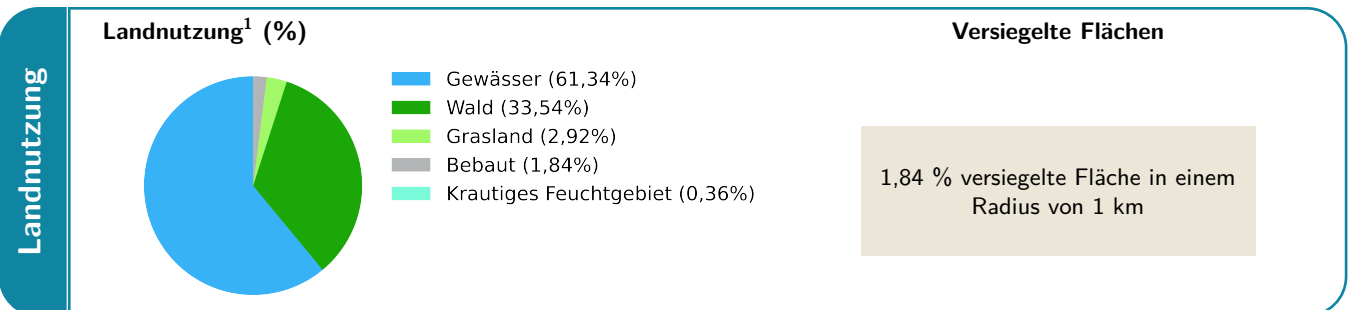 Landnutzung
Landnutzung¹ (%)
Gewässer (61,34%)
Wald (33,54%)
Grasland (2,92%)
Bebaut (1,84%)
Krautiges Feuchtgebiet (0,36%)
Versiegelte Flächen
1,84 % versiegelte Fläche in einem
Radius von 1 km